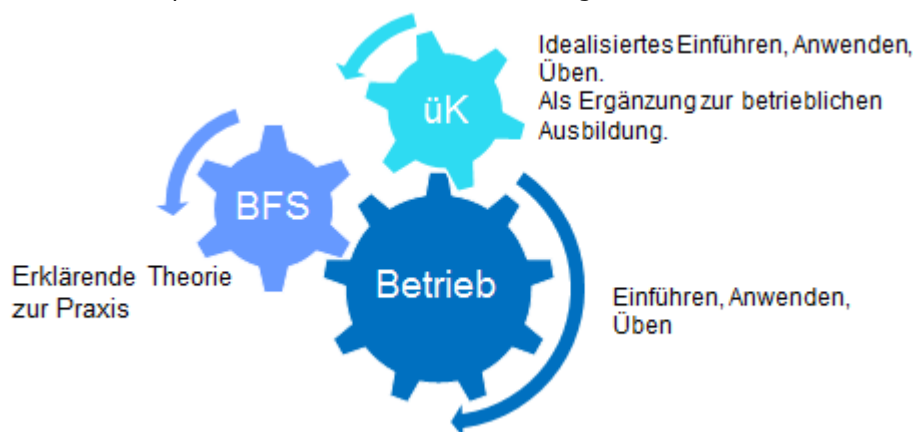 Idealisiertes Einführen, Anwenden,
Üben.
Als Ergänzung zur betrieblichen
Ausbildung.
üK
BFS
Betrieb
Erklärende Theorie
zur Praxis
Einführen, Anwenden,
Üben